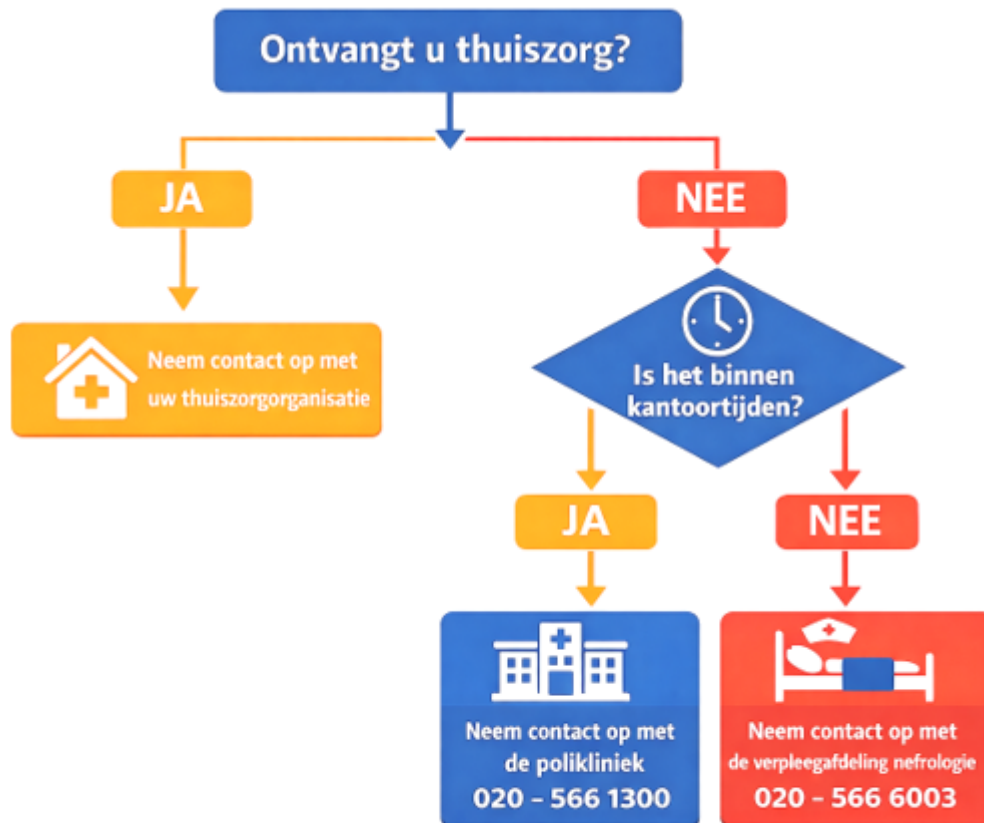 Ontvangt u thuiszorg?
JA
NEE
Neem contact op met
uw thuiszorgorganisatie
Is het binnen
kantoortijden?
JA
NEE
Neem contact op met
de polikliniek
020 – 566 1300
Neem contact op met
de verpleegafdeling nefrologie
020 – 566 6003